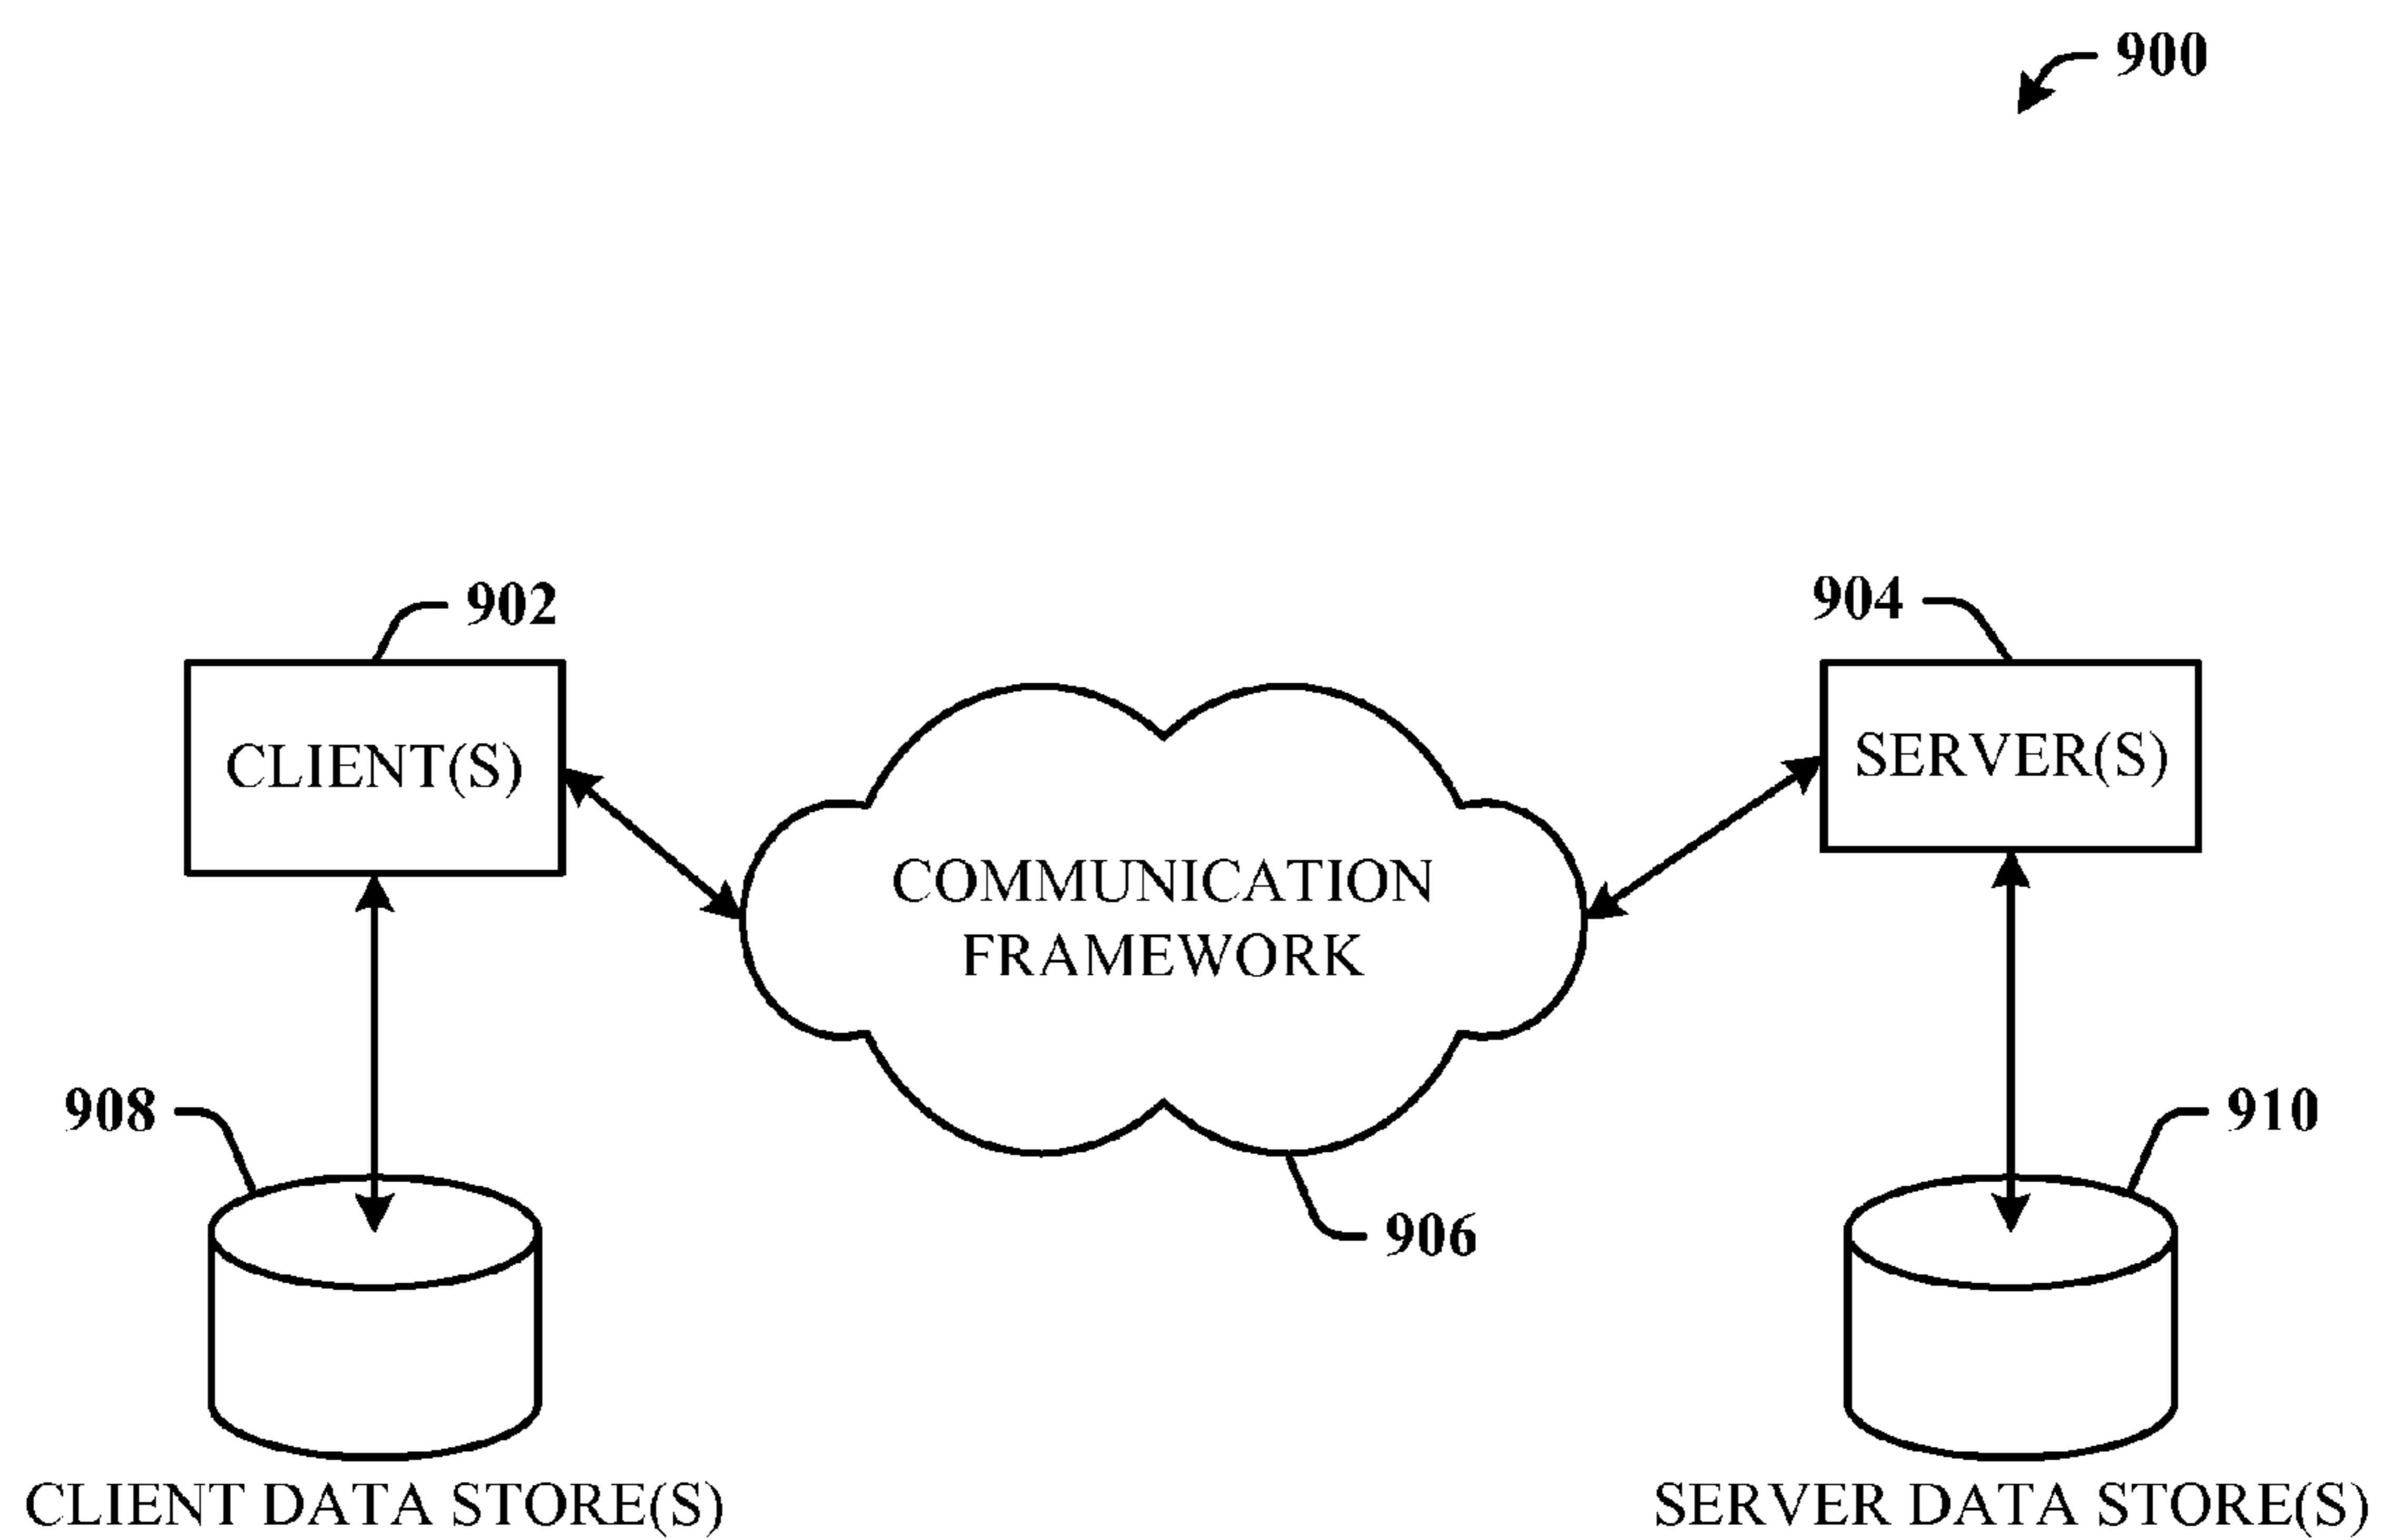 900
902
904
CLIENT(S)
SERVER(S)
COMMUNICATION
FRAMEWORK
908
910
906
CLIENT DATA STORE(S)
SERVER DATA STORE(S)